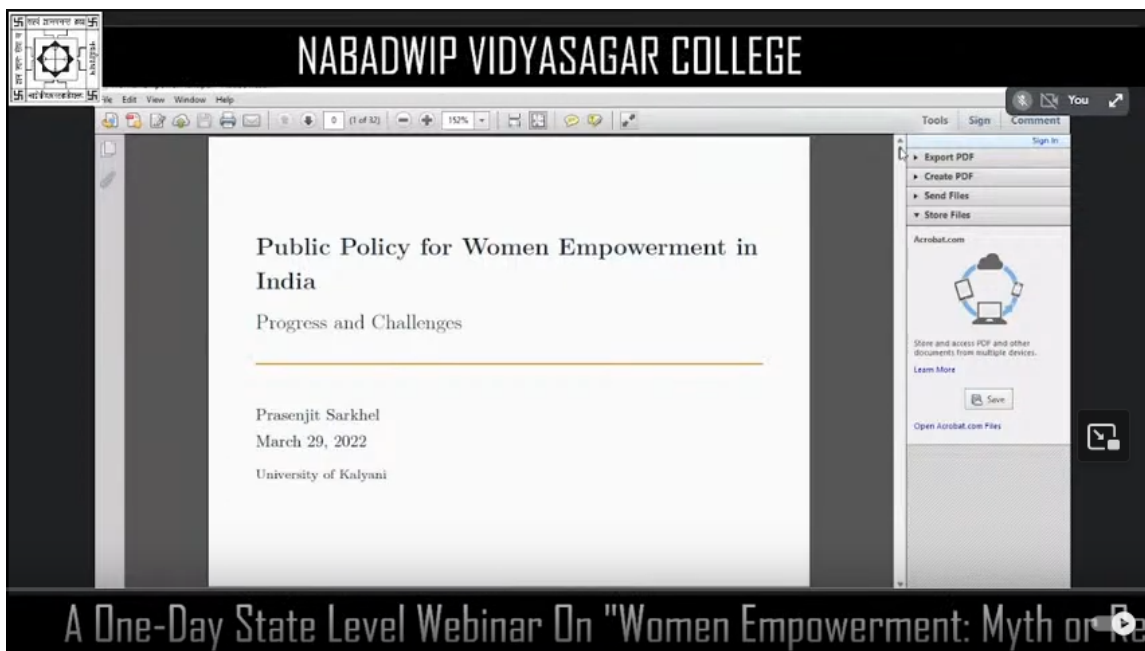 NABADWIP VIDYASAGAR COLLEGE
File Edit View Window Help
You
0 (1 of 32) 152%
Tools Sign Comment
Sign In
Export PDF
Create PDF
Send Files
Store Files
Acrobat.com
Store and access PDF and other
documents from multiple devices.
Learn More
Save
Open Acrobat.com Files
Public Policy for Women Empowerment in
India
Progress and Challenges
Prasenjit Sarkhel
March 29, 2022
University of Kalyani
A One-Day State Level Webinar On "Women Empowerment: Myth or Re